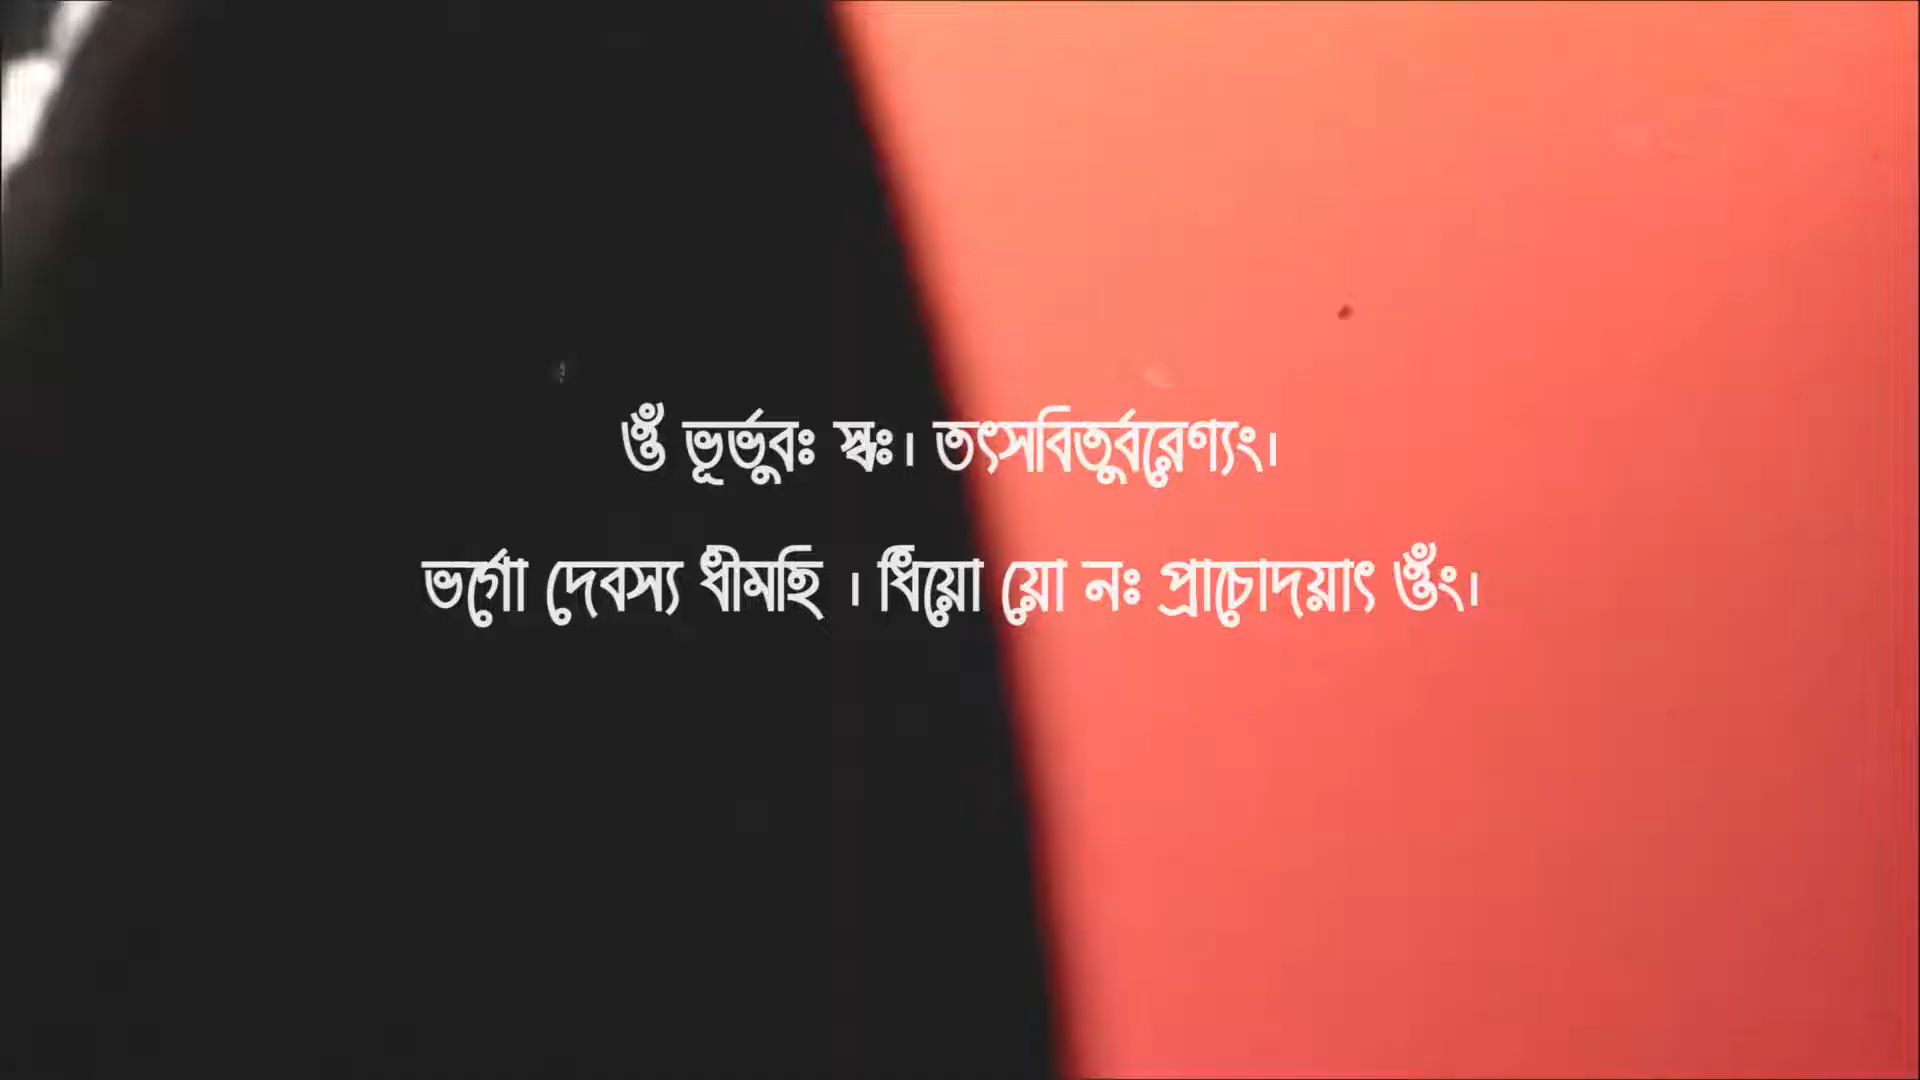 ওঁ ভূর্ভুবঃ স্বঃ। তৎসবিতুর্বরেণ্যং।
ভর্গো দেবস্য ধীমহি । ধিয়ো য়ো নঃ প্রাচোদয়াৎ ওঁং।